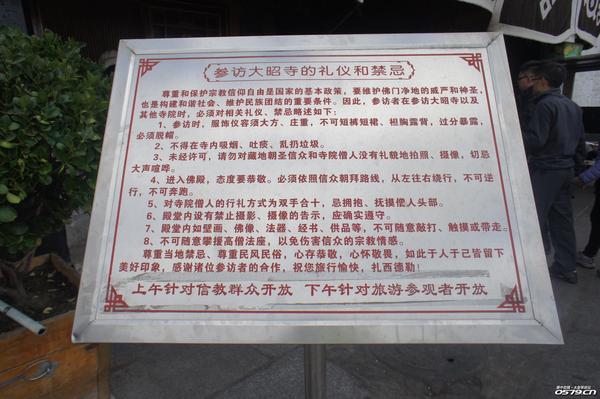 参访大昭寺的礼仪和禁忌
尊重和保护宗教信仰自由是国家的基本政策，要维护佛门净地的威严和神圣，
也是构建和谐社会、维护民族团结的重要条件。因此，参访者在参访大昭寺以及
其他寺院时，必须对相关礼仪、禁忌略述如下：
1、参访时，服饰仪容须大方、庄重，不可短裤短裙、袒胸露背，过分暴露，
必须脱帽。
2、不得在寺内吸烟、吐痰、乱扔垃圾。
3、未经许可，请勿对藏地朝圣信众和寺院僧人没有礼貌地拍照、摄像，切忌
大声喧哗。
4、进入佛殿，态度要恭敬。必须依照信众朝拜路线，从左往右绕行，不可逆
行，不可奔跑。
5、对寺院僧人的行礼方式为双手合十，忌拥抱、抚摸僧人头部。
6、殿堂内设有禁止摄影、摄像的告示，应确实遵守。
7、殿堂内如壁画、佛像、法器、经书、供品等，不可随意敲打、触摸或带走。
8、不可随意攀援高僧法座，以免伤害信众的宗教情感。
尊重当地禁忌、尊重民风民俗，心存恭敬，心怀敬畏，如此于人于己皆留下
美好印象，感谢诸位参访者的合作，祝您旅行愉快，扎西德勒！
上午针对信教群众开放 下午针对旅游参观者开放
0579.CN